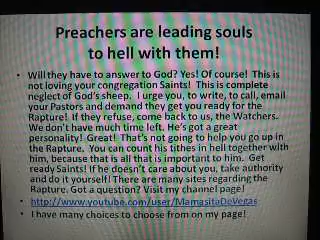 Preachers are leading souls
to hell with them!
• Will they have to answer to God? Yes! Of course!  This is
not loving your congregation Saints!  This is complete
neglect of God's sheep.  I urge you, to write, to call, email
your Pastors and demand they get you ready for the
Rapture!  If they refuse, come back to us, the Watchers.
We don't have much time left. He's got a great
personality!  Great!  That's not going to help you go up in
the Rapture.  You can count his tithes in hell together with
him, because that is all that is important to him.  Get
ready Saints! If he doesn't care about you, take authority
and do it yourself! There are many sites regarding the
Rapture. Got a question? Visit my channel page!
• http://www.youtube.com/user/MamasitaDeVegas
• I have many choices to choose from on my page!